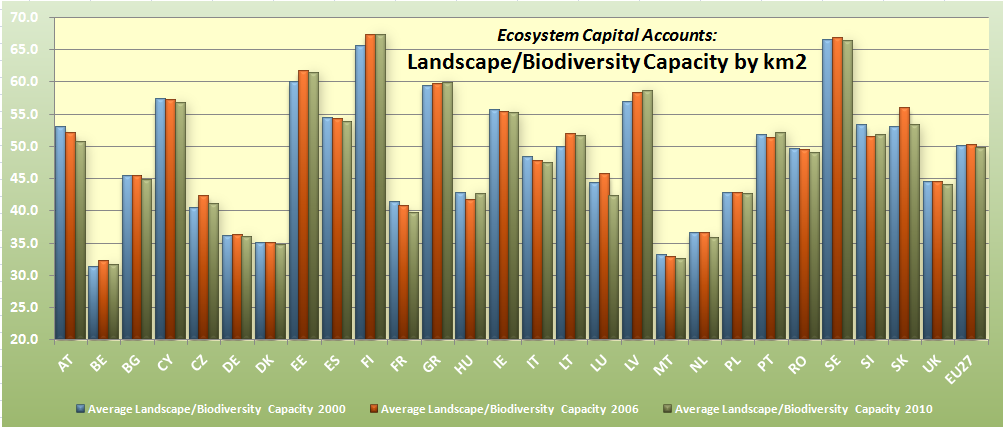 Ecosystem Capital Accounts:
Landscape/Biodiversity Capacity by km2
70.0
65.0
60.0
55.0
50.0
45.0
40.0
35.0
30.0
25.0
20.0
AT BE BG CY CZ DE DK EE ES FI FR GR HU IE IT LT LU LV MT NL PL PT RO SE SI SK UK EU27
Average Landscape/Biodiversity Capacity 2000 Average Landscape/Biodiversity Capacity 2006 Average Landscape/Biodiversity Capacity 2010